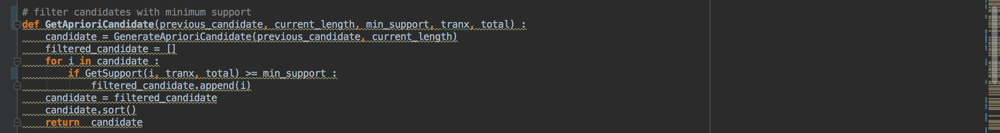 # filter candidates with minimum support
def GetAprioriCandidate(previous_candidate, current_length, min_support, tranx, total) :
    candidate = GenerateAprioriCandidate(previous_candidate, current_length)
    filtered_candidate = []
    for i in candidate :
        if GetSupport(i, tranx, total) >= min_support :
            filtered_candidate.append(i)
    candidate = filtered_candidate
    candidate.sort()
    return  candidate